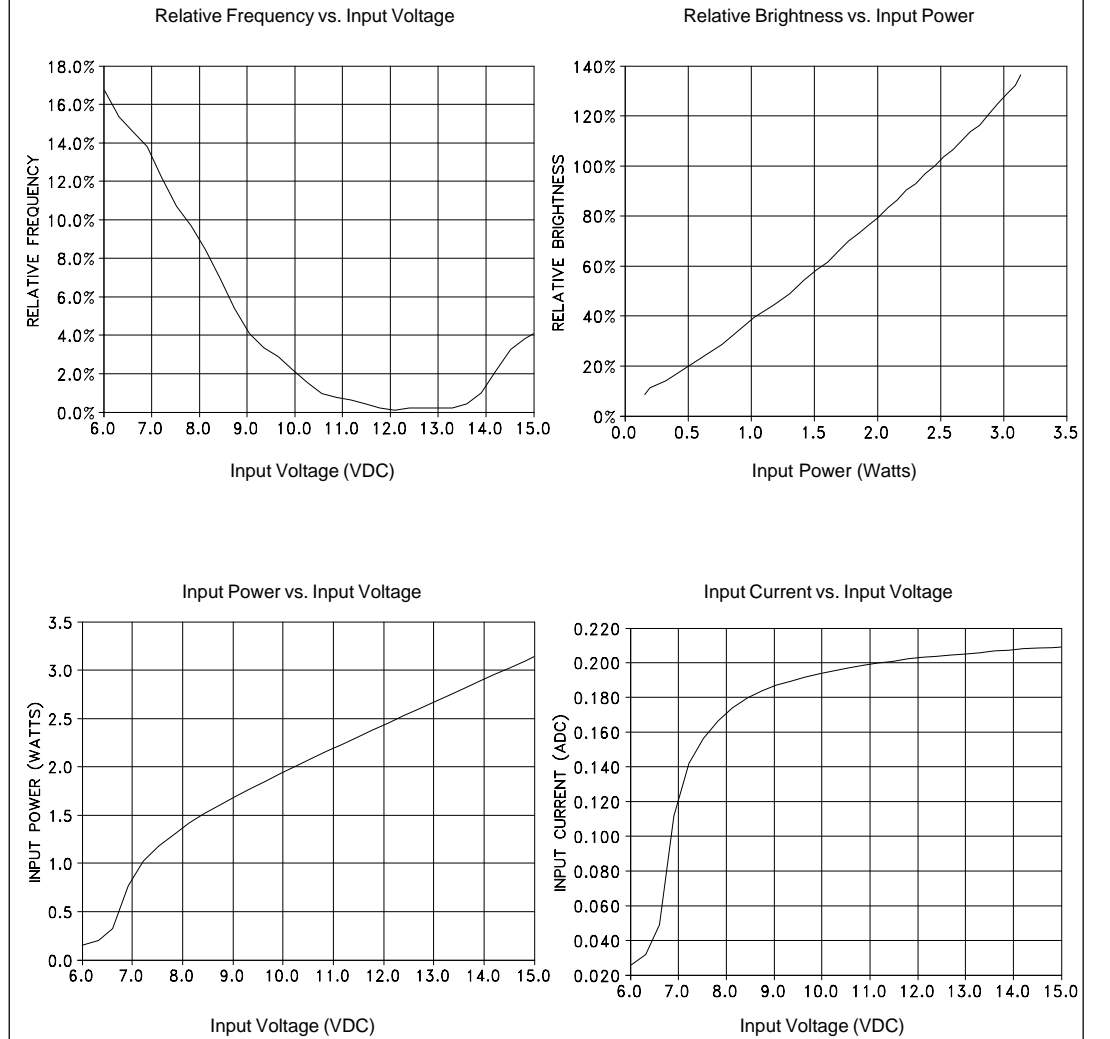 Relative Frequency vs. Input Voltage
18.0%
16.0%
14.0%
12.0%
10.0%
8.0%
6.0%
4.0%
2.0%
0.0%
RELATIVE FREQUENCY
6.0 7.0 8.0 9.0 10.0 11.0 12.0 13.0 14.0 15.0
Input Voltage (VDC)
Relative Brightness vs. Input Power
140%
120%
100%
80%
60%
40%
20%
0%
RELATIVE BRIGHTNESS
0.0 0.5 1.0 1.5 2.0 2.5 3.0 3.5
Input Power (Watts)
Input Power vs. Input Voltage
3.5
3.0
2.5
2.0
1.5
1.0
0.5
0.0
INPUT POWER (WATTS)
6.0 7.0 8.0 9.0 10.0 11.0 12.0 13.0 14.0 15.0
Input Voltage (VDC)
Input Current vs. Input Voltage
0.220
0.200
0.180
0.160
0.140
0.120
0.100
0.080
0.060
0.040
0.020
INPUT CURRENT (ADC)
6.0 7.0 8.0 9.0 10.0 11.0 12.0 13.0 14.0 15.0
Input Voltage (VDC)